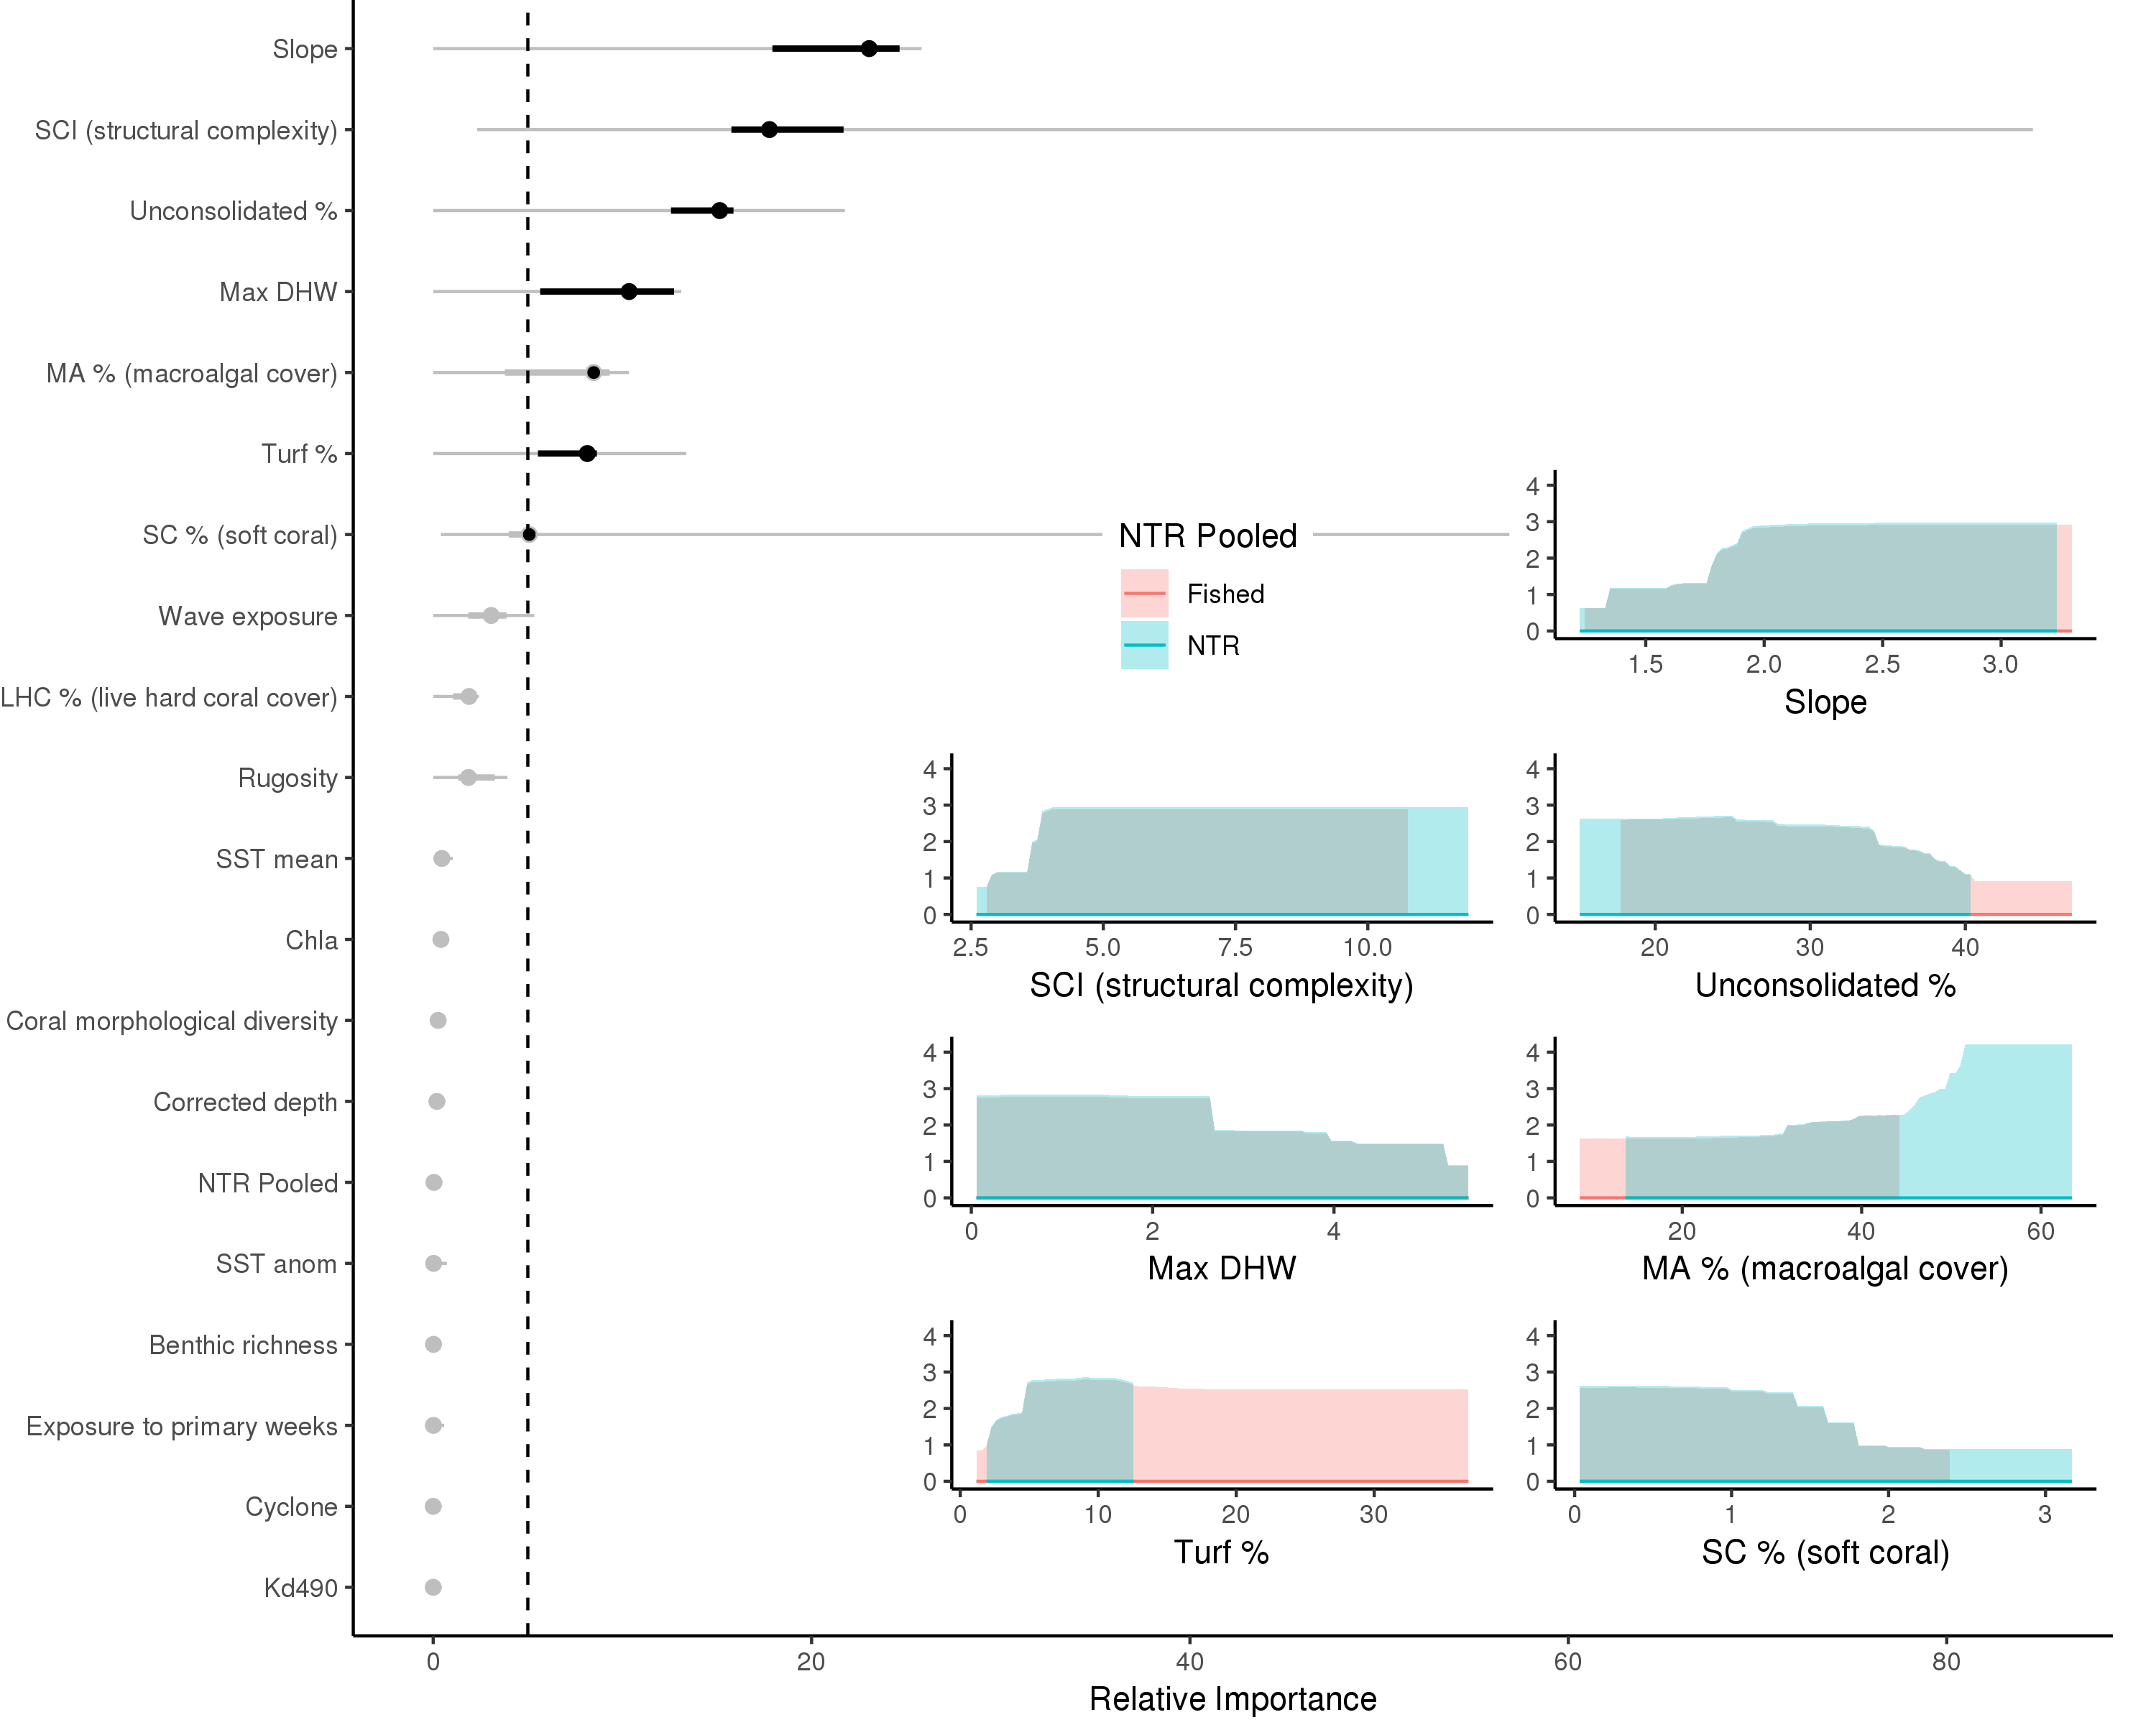 Slope
SCI (structural complexity)
Unconsolidated %
Max DHW
MA % (macroalgal cover)
Turf %
SC % (soft coral)
Wave exposure
LHC % (live hard coral cover)
Rugosity
SST mean
Chla
Coral morphological diversity
Corrected depth
NTR Pooled
SST anom
Benthic richness
Exposure to primary weeks
Cyclone
Kd490
0 20 40 60 80
Relative Importance
NTR Pooled
Fished
NTR
4
3
2
1
0
1.5 2.0 2.5 3.0
Slope
4
3
2
1
0
2.5 5.0 7.5 10.0
SCI (structural complexity)
4
3
2
1
0
20 30 40
Unconsolidated %
4
3
2
1
0
0 2 4
Max DHW
4
3
2
1
0
20 40 60
MA % (macroalgal cover)
4
3
2
1
0
0 10 20 30
Turf %
4
3
2
1
0
0 1 2 3
SC % (soft coral)